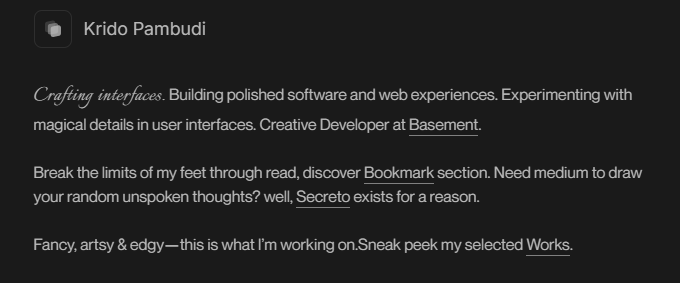 Krido Pambudi
Crafting interfaces. Building polished software and web experiences. Experimenting with
magical details in user interfaces. Creative Developer at Basement.
Break the limits of my feet through read, discover Bookmark section. Need medium to draw
your random unspoken thoughts? well, Secreto exists for a reason.
Fancy, artsy & edgy—this is what I'm working on.Sneak peek my selected Works.